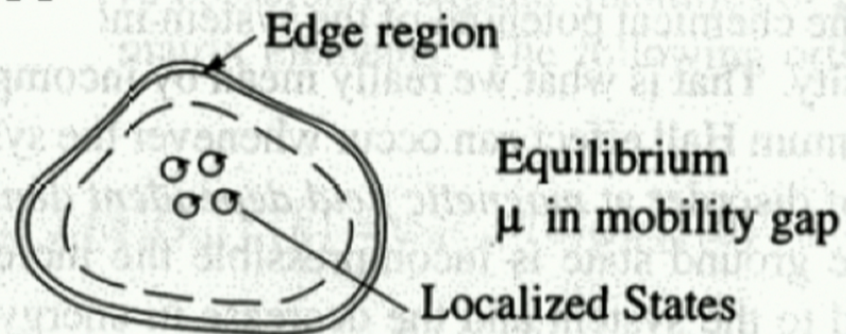 Edge region
Equilibrium
μ in mobility gap
Localized States